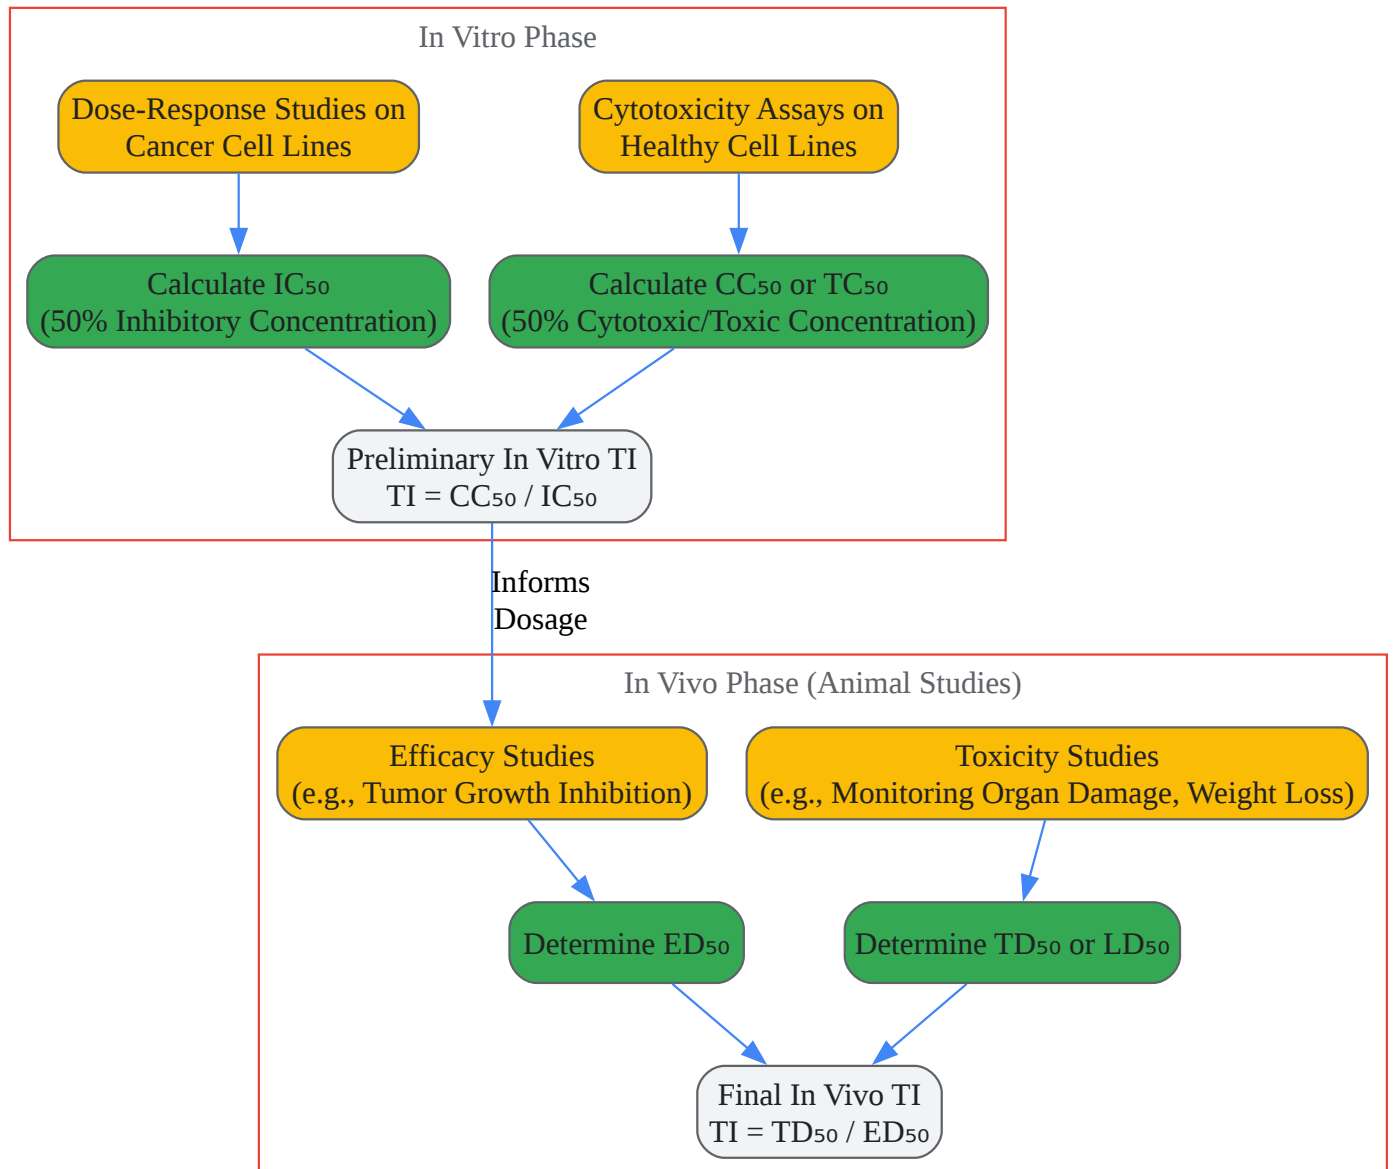 In Vitro Phase
Dose-Response Studies on
Cancer Cell Lines
Cytotoxicity Assays on
Healthy Cell Lines
Calculate IC₅₀
(50% Inhibitory Concentration)
Calculate CC₅₀ or TC₅₀
(50% Cytotoxic/Toxic Concentration)
Preliminary In Vitro TI
TI = CC₅₀ / IC₅₀
Informs
Dosage
In Vivo Phase (Animal Studies)
Efficacy Studies
(e.g., Tumor Growth Inhibition)
Toxicity Studies
(e.g., Monitoring Organ Damage, Weight Loss)
Determine ED₅₀
Determine TD₅₀ or LD₅₀
Final In Vivo TI
TI = TD₅₀ / ED₅₀